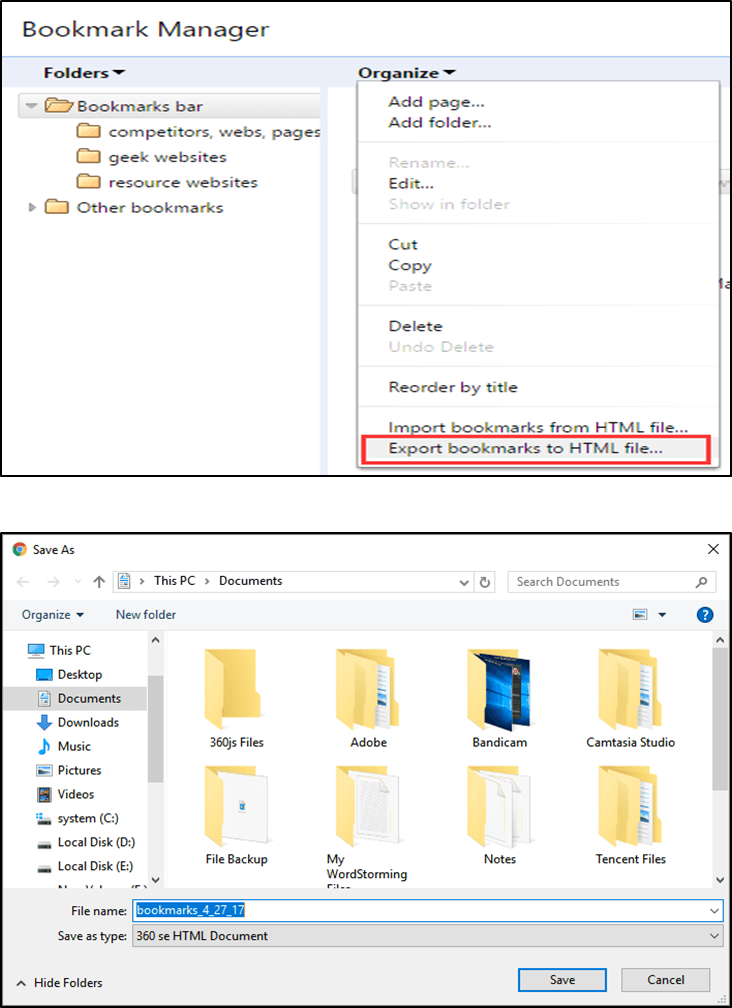 Bookmark Manager
Folders
Organize
Bookmarks bar
competitors, webs, pages
geek websites
resource websites
Other bookmarks
Add page...
Add folder...
Rename...
Edit...
Show in folder
Cut
Copy
Paste
Delete
Undo Delete
Reorder by title
Import bookmarks from HTML file...
Export bookmarks to HTML file...
Save As
This PC › Documents
Search Documents
Organize
New folder
This PC
Desktop
Documents
Downloads
Music
Pictures
Videos
system (C:)
Local Disk (D:)
Local Disk (E:)
360js Files
Adobe
Bandicam
Camtasia Studio
File Backup
My
WordStorming
Files
Notes
Tencent Files
File name: bookmarks_4_27_17
Save as type: 360 se HTML Document
Hide Folders
Save
Cancel